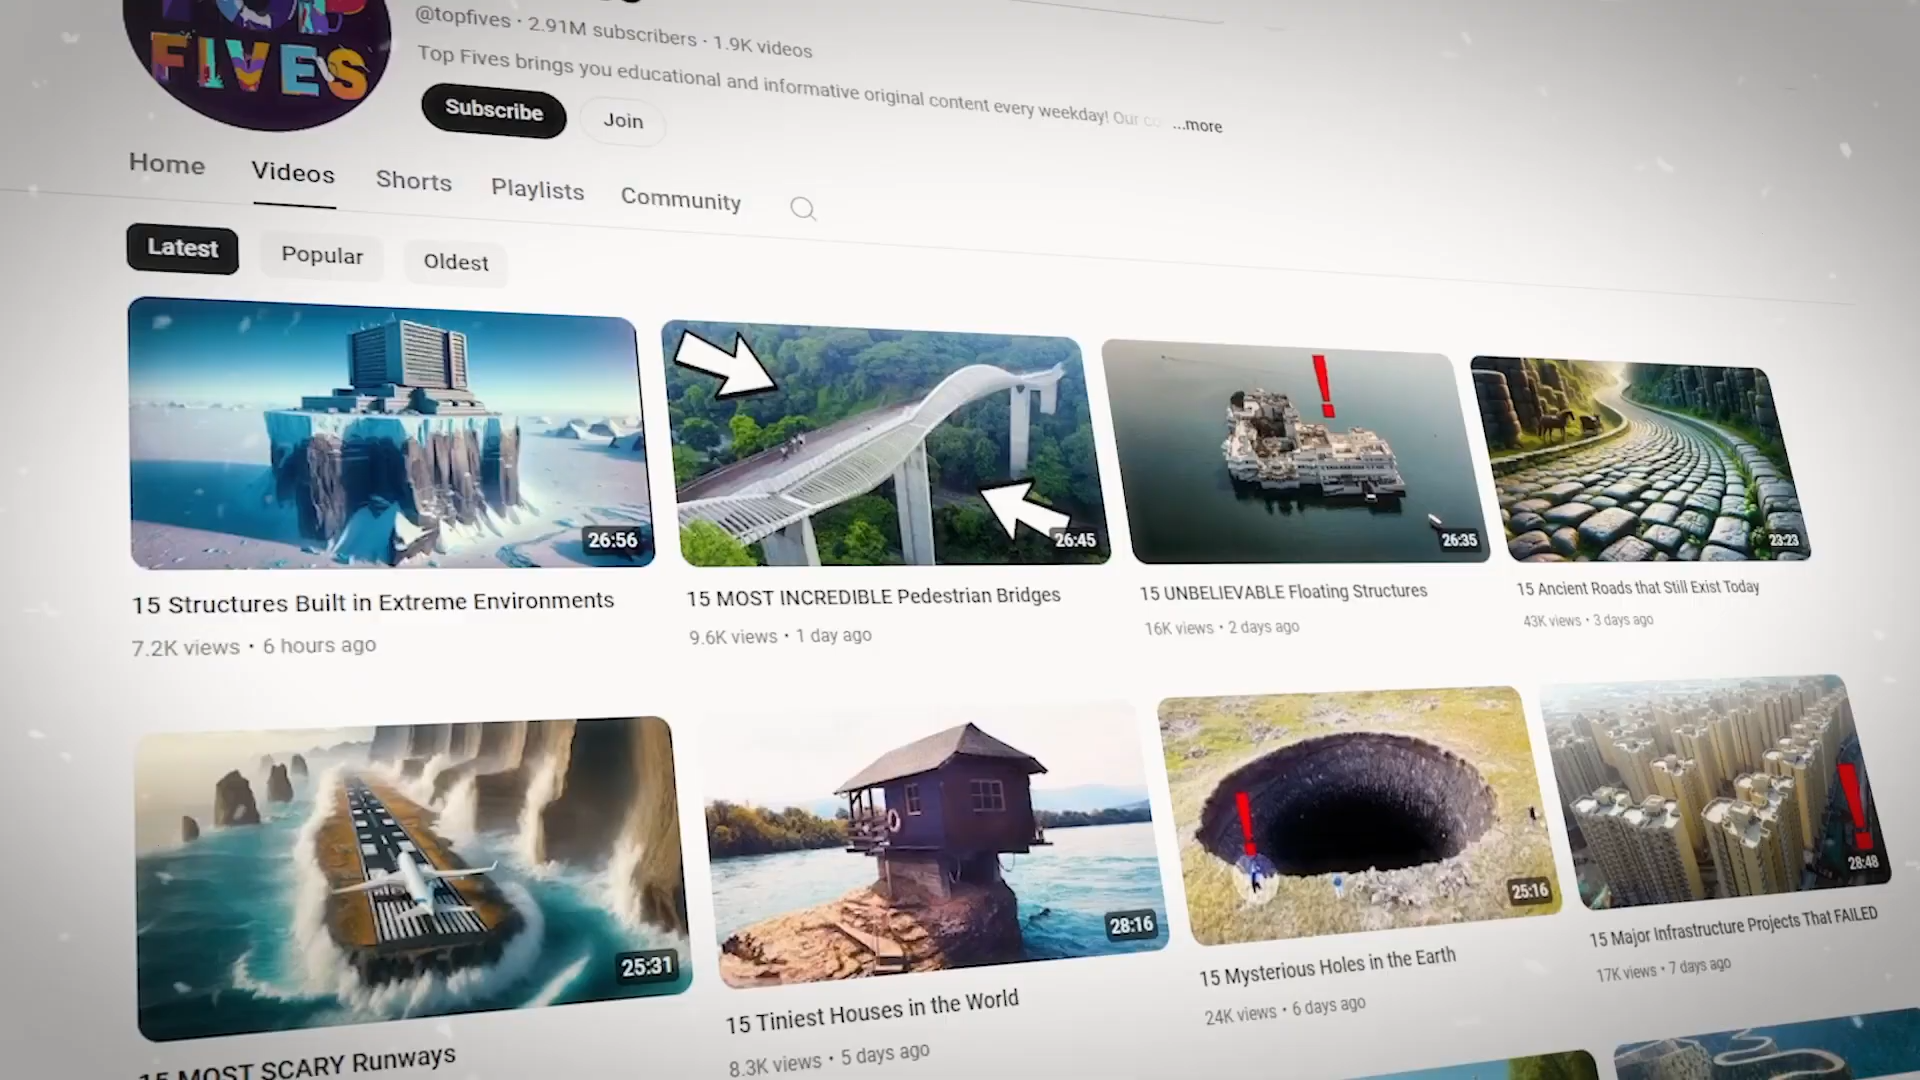 TOP
FIVES
@topfives · 2.91M subscribers · 1.9K videos
Top Fives brings you educational and informative original content every weekday! Our co ...more
Subscribe
Join
Home
Videos
Shorts
Playlists
Community
Latest
Popular
Oldest
26:56
26:45
26:35
23:23
15 Structures Built in Extreme Environments
7.2K views · 6 hours ago
15 MOST INCREDIBLE Pedestrian Bridges
9.6K views · 1 day ago
15 UNBELIEVABLE Floating Structures
16K views · 2 days ago
15 Ancient Roads that Still Exist Today
43K views · 3 days ago
25:31
28:16
25:16
28:48
15 MOST SCARY Runways
15 Tiniest Houses in the World
8.3K views · 5 days ago
15 Mysterious Holes in the Earth
24K views · 6 days ago
15 Major Infrastructure Projects That FAILED
17K views · 7 days ago